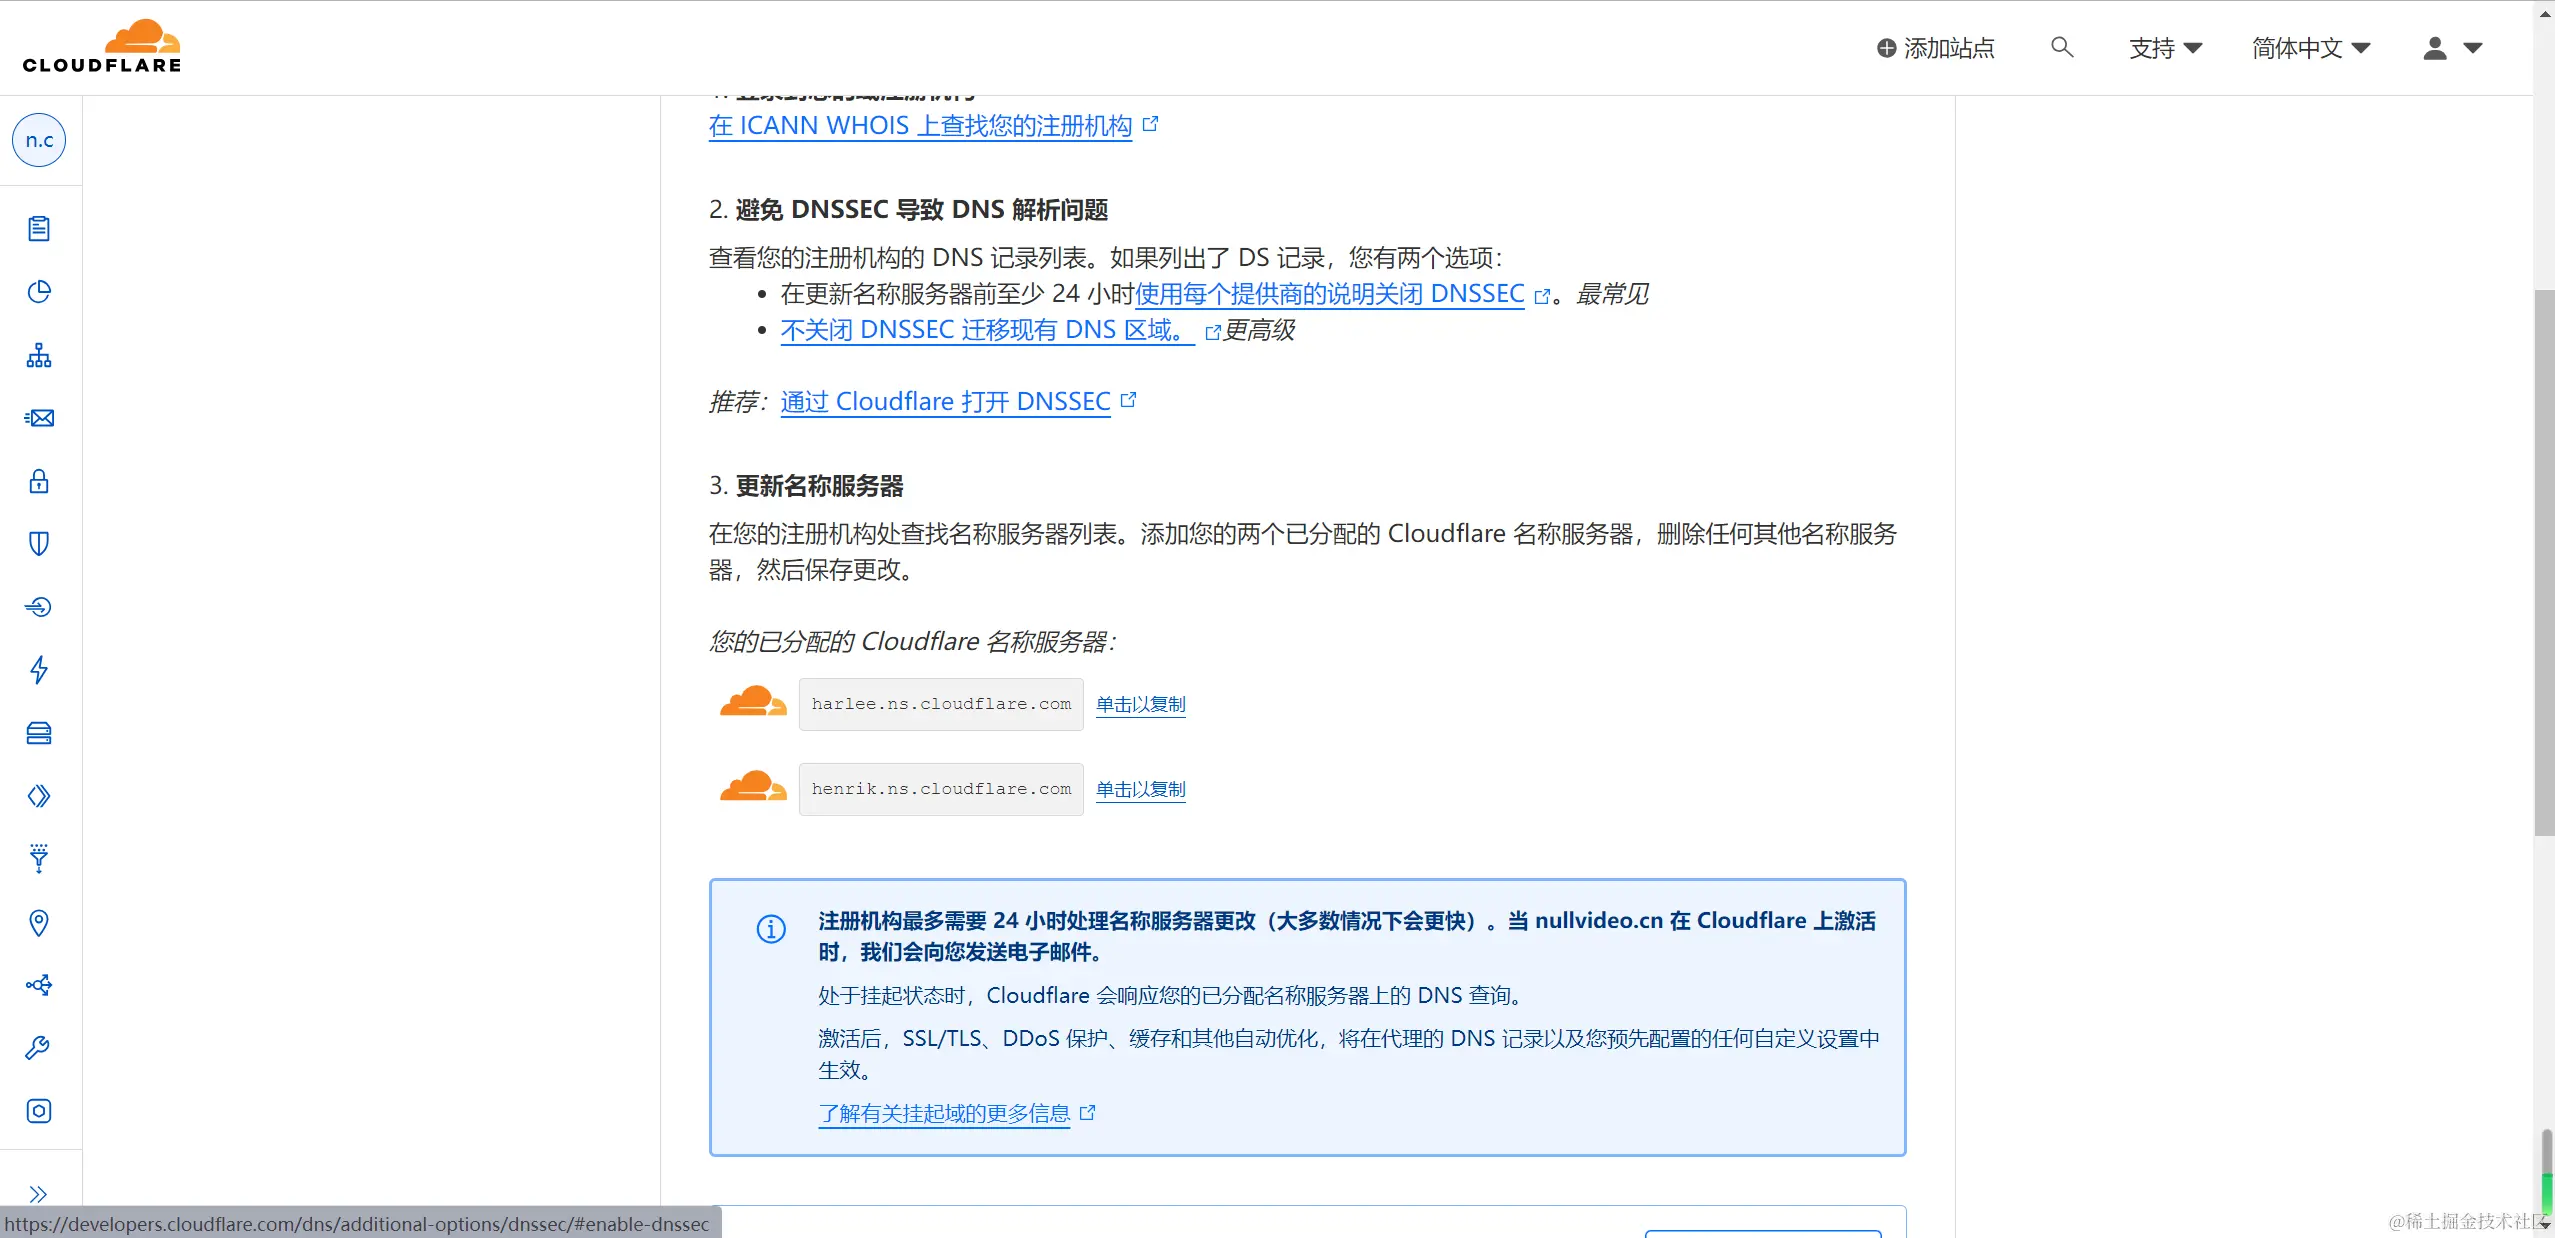 CLOUDFLARE
添加站点
支持
简体中文
n.c
在 ICANN WHOIS 上查找您的注册机构
2. 避免 DNSSEC 导致 DNS 解析问题
查看您的注册机构的 DNS 记录列表。如果列出了 DS 记录，您有两个选项：
在更新名称服务器前至少 24 小时使用每个提供商的说明关闭 DNSSEC 。最常见
不关闭 DNSSEC 迁移现有 DNS 区域。 更高级
推荐：通过 Cloudflare 打开 DNSSEC
3. 更新名称服务器
在您的注册机构处查找名称服务器列表。添加您的两个已分配的 Cloudflare 名称服务器，删除任何其他名称服务
器，然后保存更改。
您的已分配的 Cloudflare 名称服务器：
harlee.ns.cloudflare.com 单击以复制
henrik.ns.cloudflare.com 单击以复制
注册机构最多需要 24 小时处理名称服务器更改（大多数情况下会更快）。当 nullvideo.cn 在 Cloudflare 上激活
时，我们会向您发送电子邮件。
处于挂起状态时，Cloudflare 会响应您的已分配名称服务器上的 DNS 查询。
激活后，SSL/TLS、DDoS 保护、缓存和其他自动优化，将在代理的 DNS 记录以及您预先配置的任何自定义设置中
生效。
了解有关挂起域的更多信息
https://developers.cloudflare.com/dns/additional-options/dnssec/#enable-dnssec
@稀土掘金技术社区